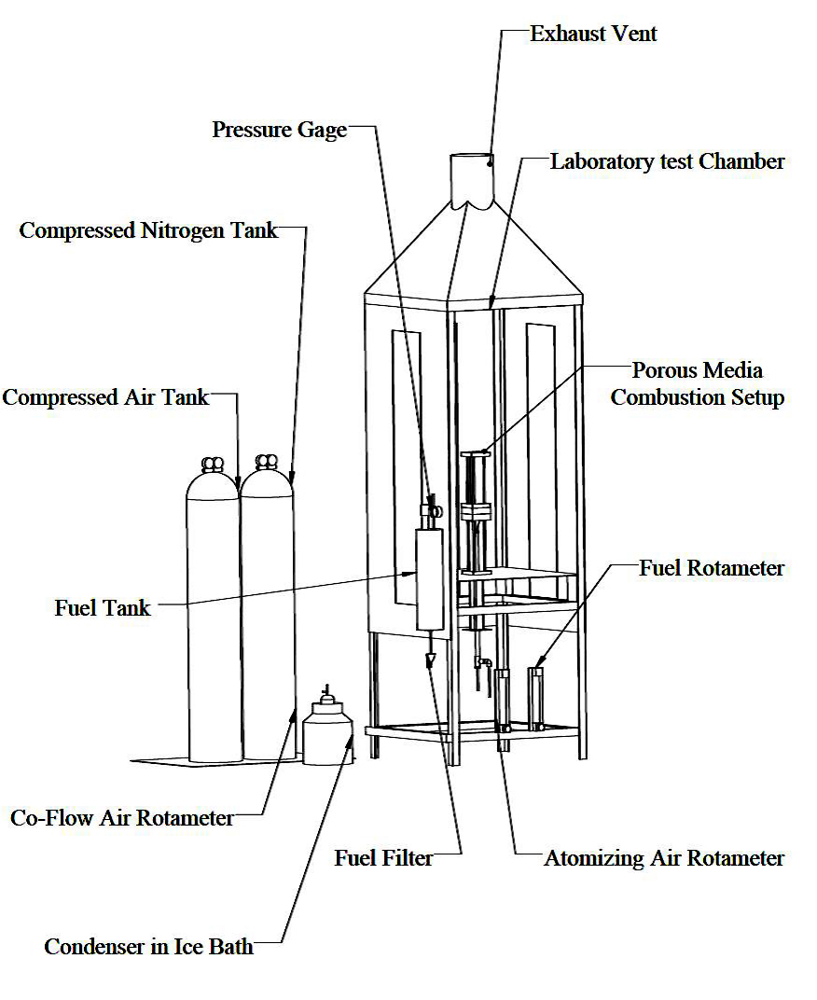 Exhaust Vent
Pressure Gage
Laboratory test Chamber
Compressed Nitrogen Tank
Porous Media
Combustion Setup
Compressed Air Tank
Fuel Rotameter
Fuel Tank
Co-Flow Air Rotameter
Fuel Filter
Atomizing Air Rotameter
Condenser in Ice Bath